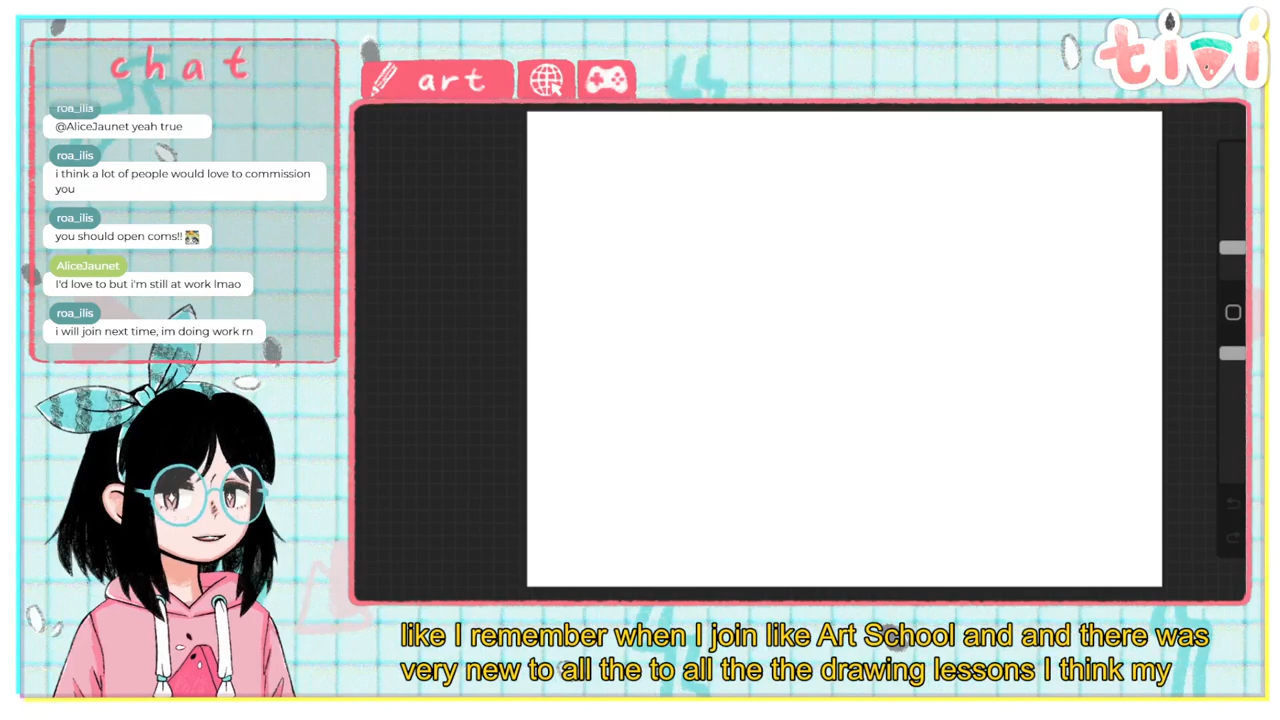 chat
art
tivi
roa_ilis
@AliceJaunet yeah true
roa_ilis
i think a lot of people would love to commission
you
roa_ilis
you should open coms!!
AliceJaunet
I'd love to but i'm still at work lmao
roa_ilis
i will join next time, im doing work rn
like I remember when I join like Art School and and there was
very new to all the to all the the drawing lessons I think my